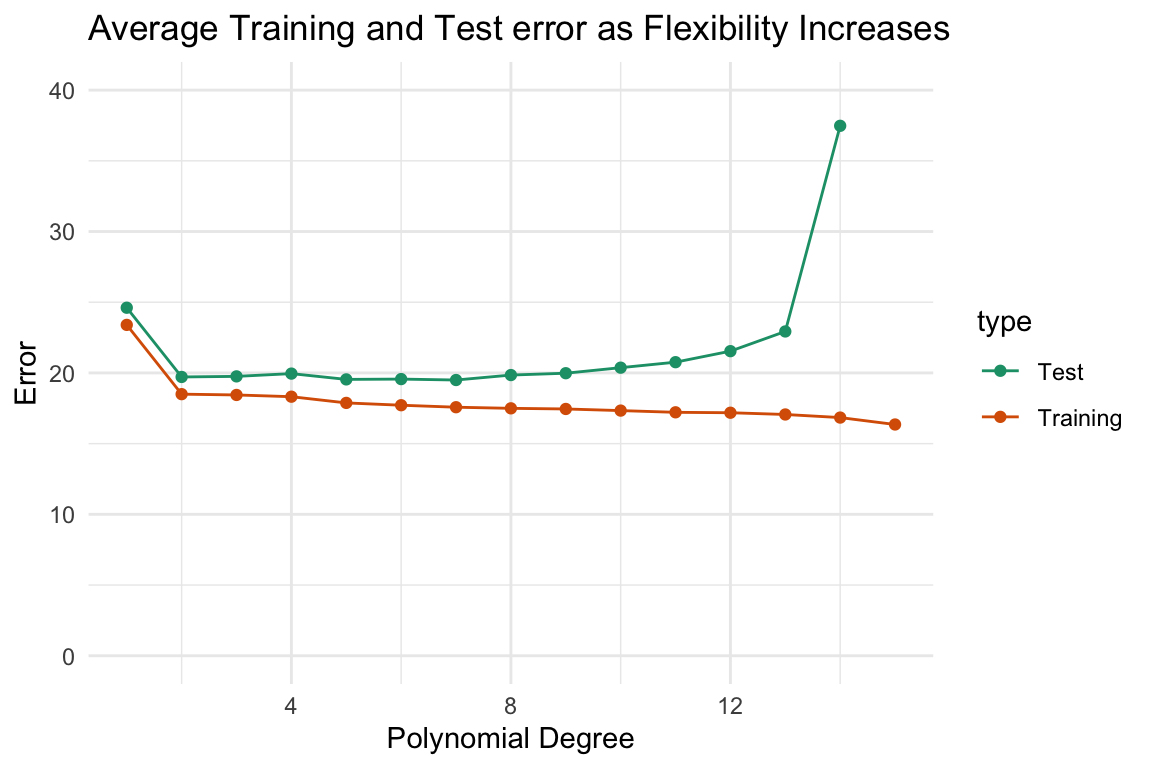 Average Training and Test error as Flexibility Increases
40
30
20
10
0
Error
4 8 12
Polynomial Degree
type
Test
Training